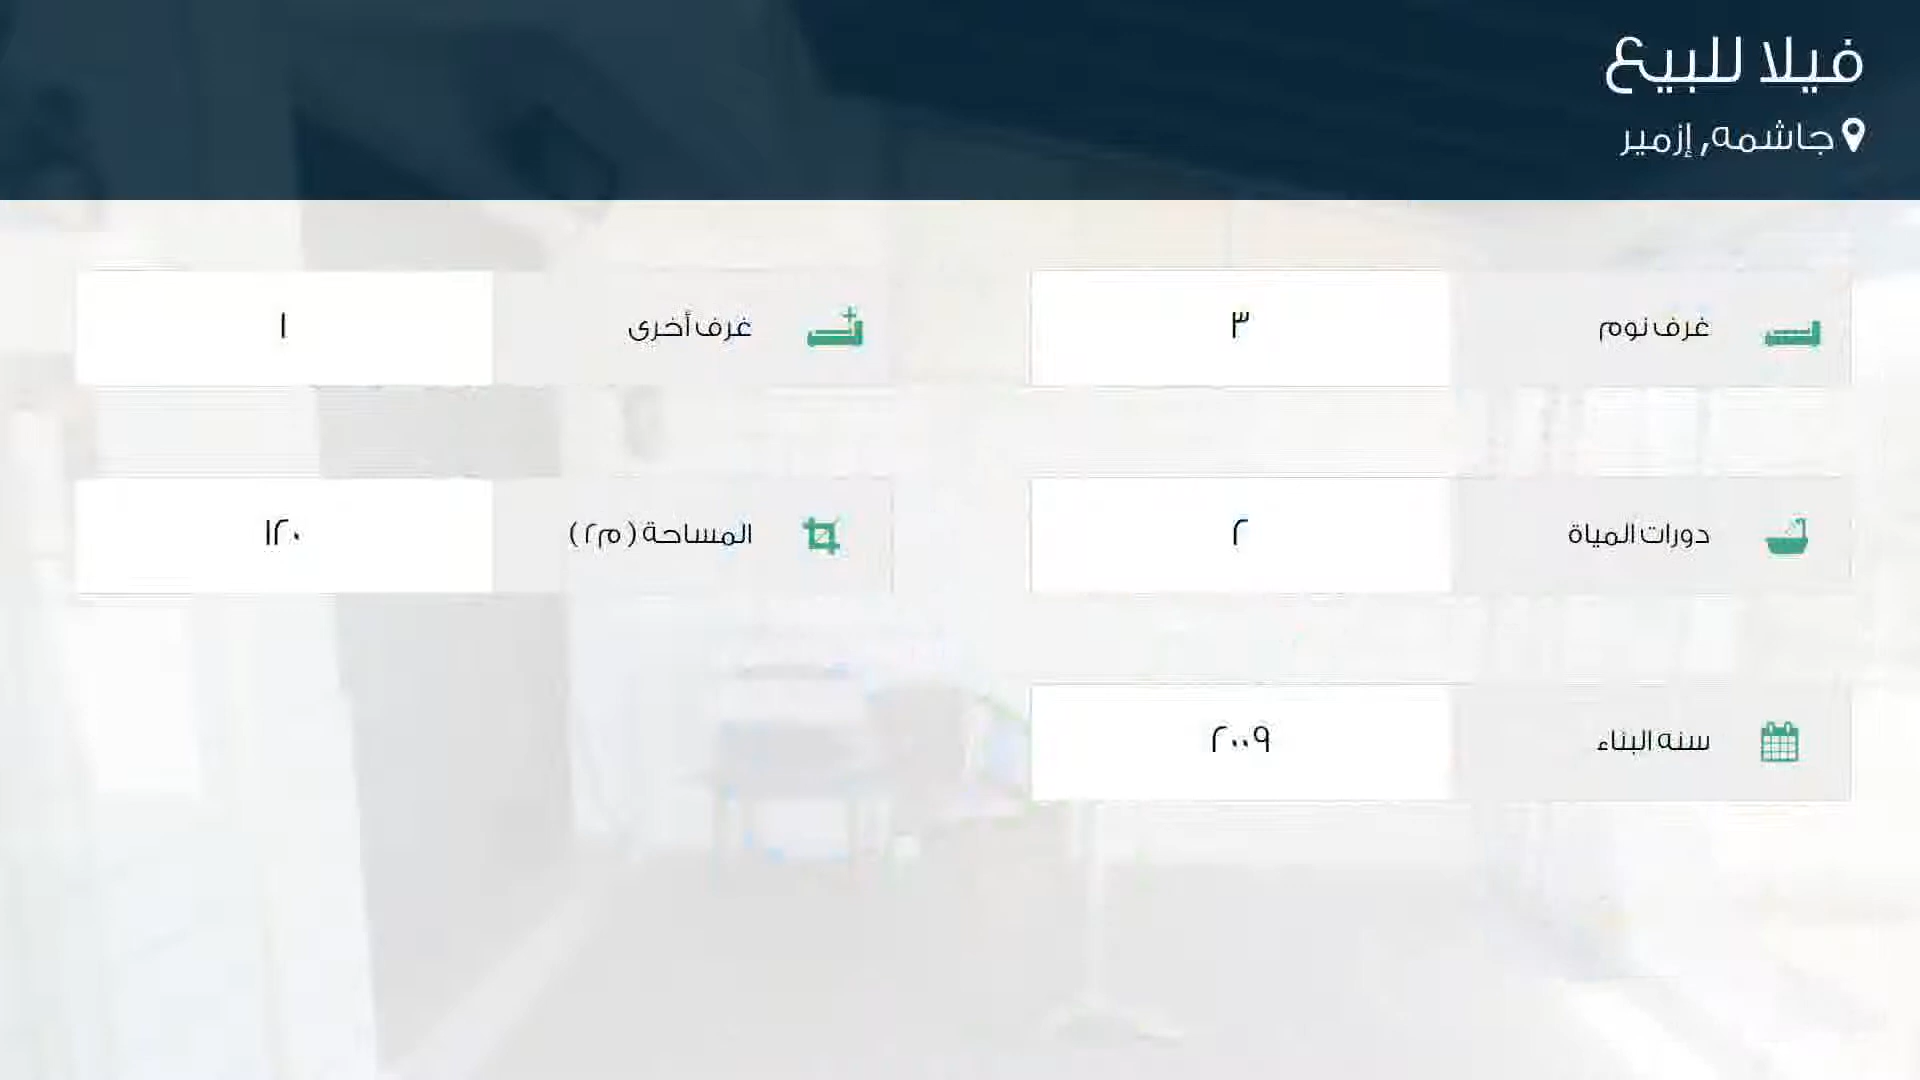 فيلا للبيع
جاشمه, إزمير
غرف نوم
٣
غرف أخرى
١
دورات المياة
٢
المساحة (م٢)
١٢٠
سنه البناء
٢٠٠٩